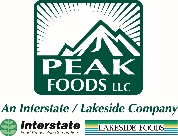 PEAK
FOODS LLC
An Interstate / Lakeside Company
Interstate
LAKESIDE FOODS